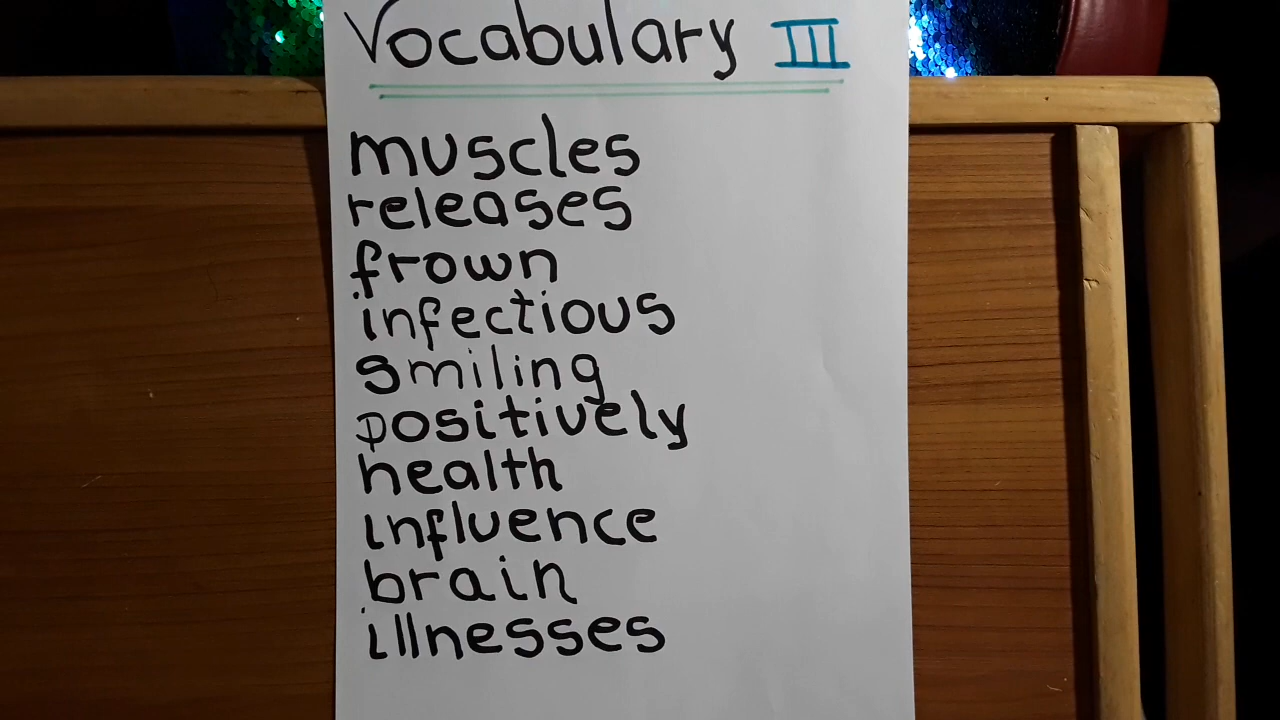 Vocabulary III
muscles
releases
frown
infectious
smiling
positively
health
influence
brain
illnesses